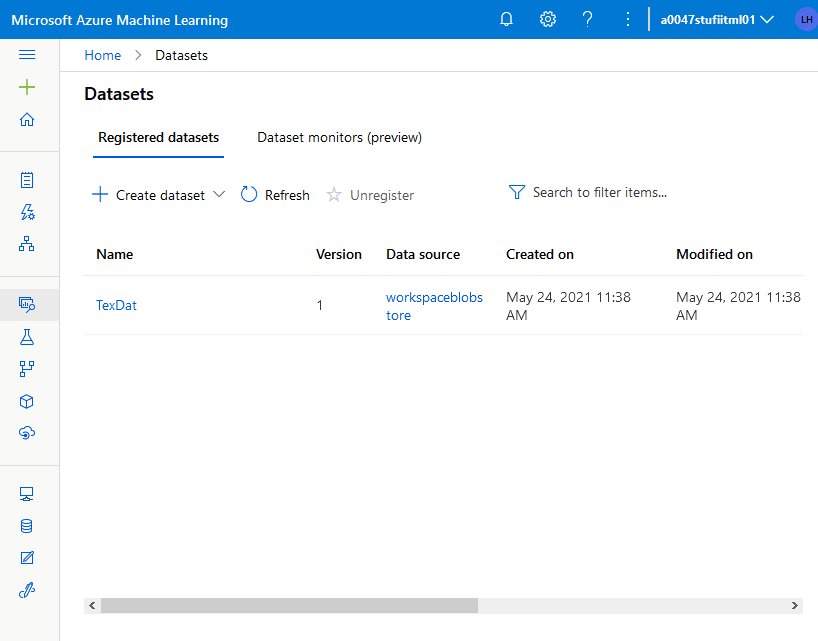 Microsoft Azure Machine Learning
a0047stufiitml01
LH
Home > Datasets
Datasets
Registered datasets
Dataset monitors (preview)
Create dataset
Refresh
Unregister
Search to filter items...
Name Version Data source Created on Modified on
TexDat 1 workspaceblobs May 24, 2021 11:38 May 24, 2021 11:38
tore AM AM